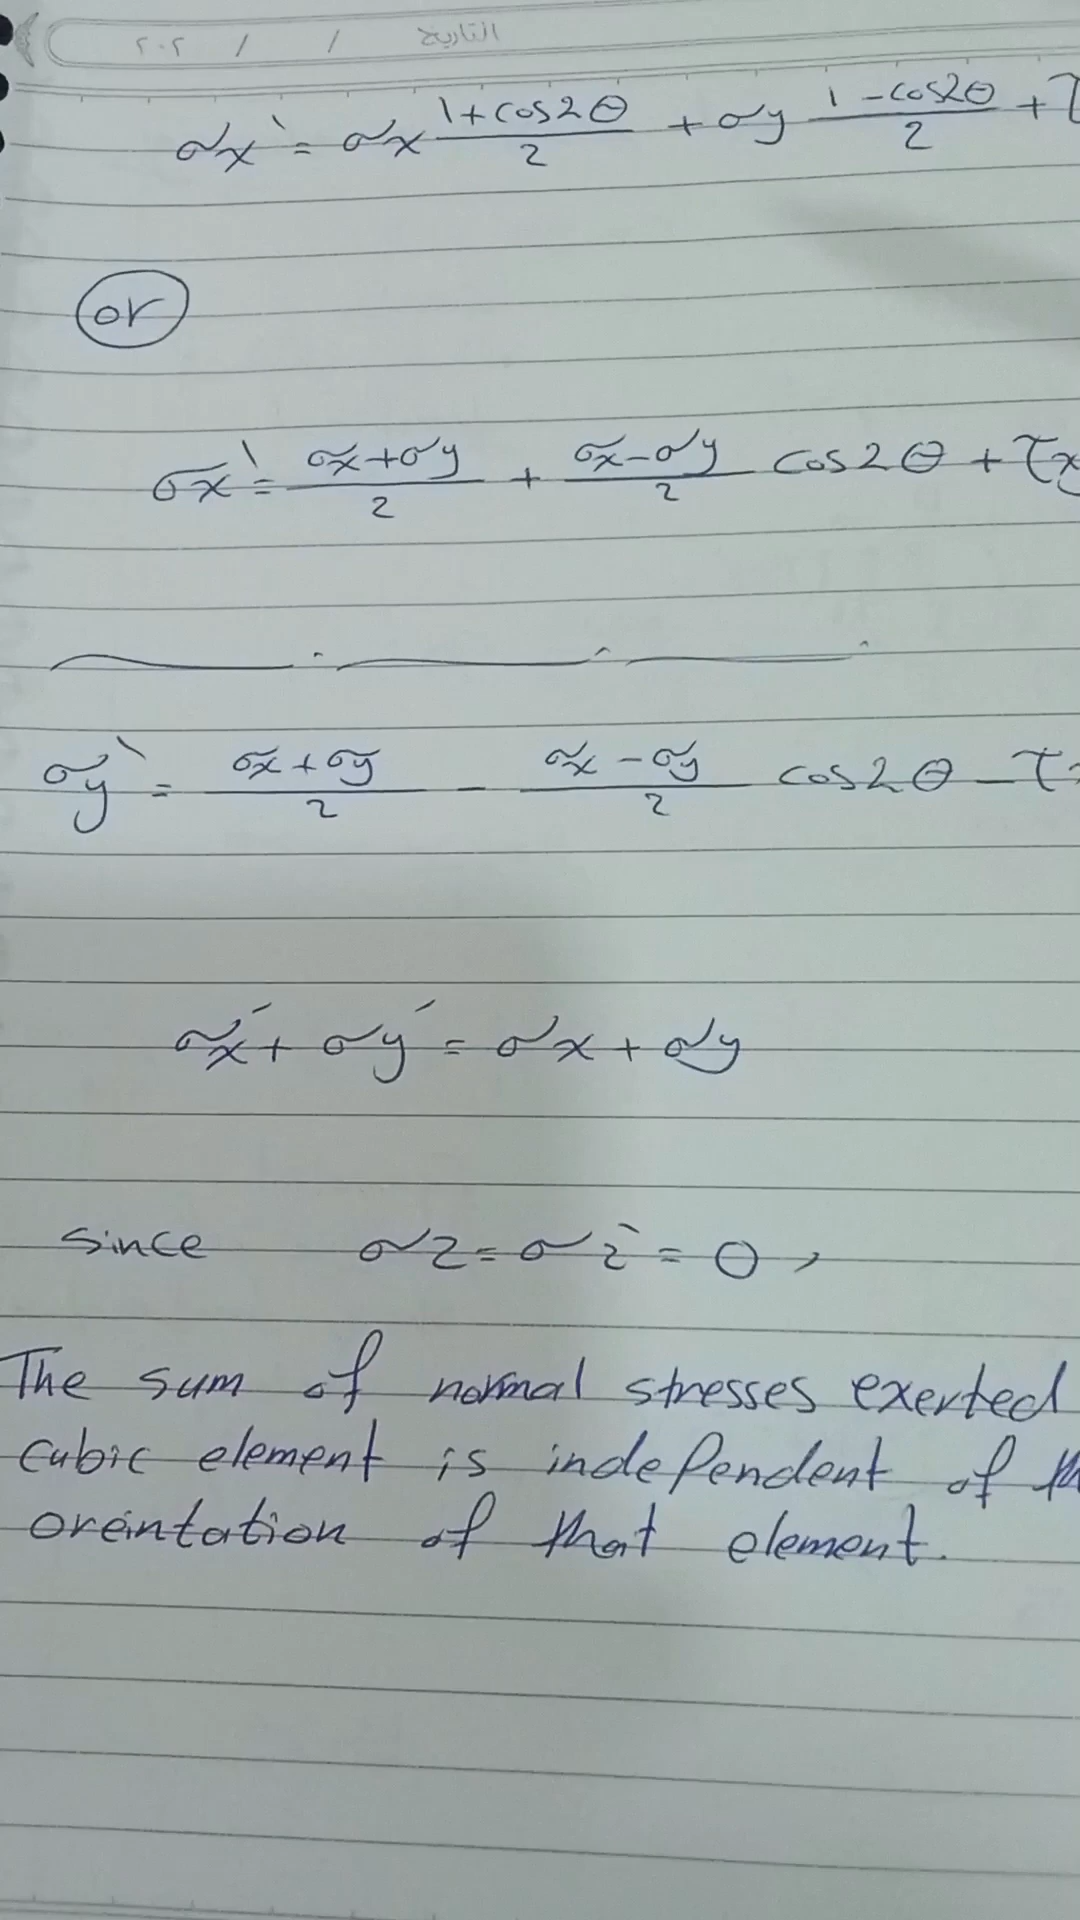 التاريخ / / ٢٠٢
σx' = σx (1+cos2θ)/2 + σy (1-cos2θ)/2 + τ
or
σx' = (σx+σy)/2 + (σx-σy)/2 cos2θ + τx
σy' = (σx+σy)/2 - (σx-σy)/2 cos2θ - τ
σx' + σy' = σx + σy
since σz = σz' = 0,
The sum of normal stresses exerted
cubic element is independent of th
oreintation of that element.